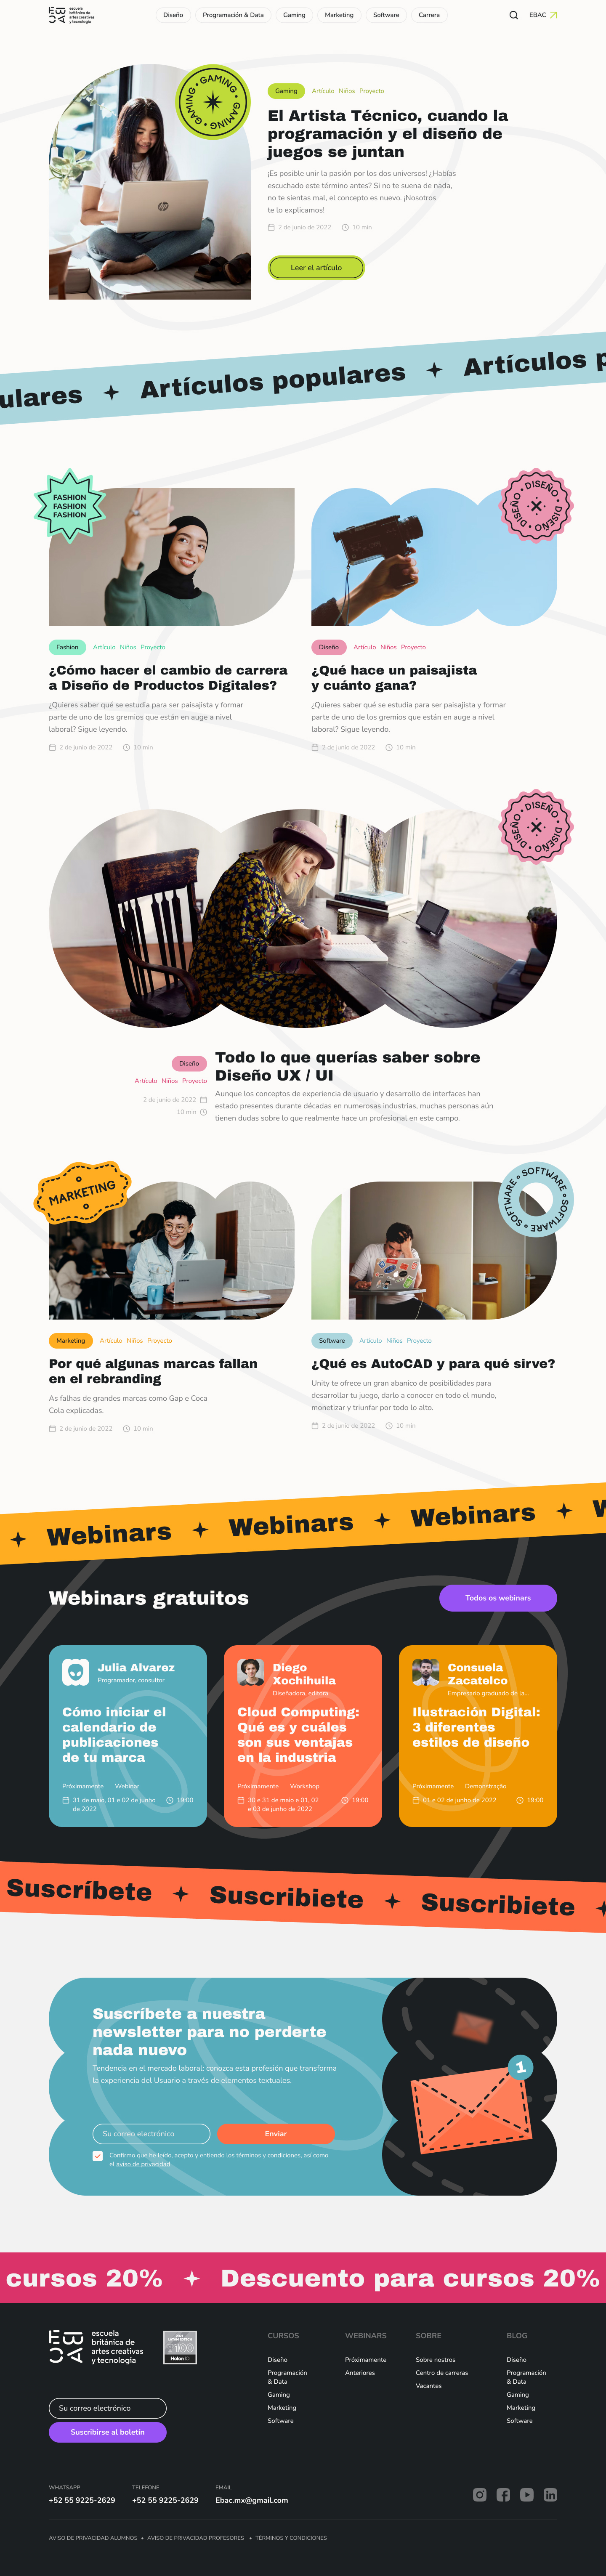 escuela
británica de
artes creativas
y tecnología
Diseño
Programación & Data
Gaming
Marketing
Software
Carrera
EBAC
GAMING GAMING GAMING
Gaming Artículo Niños Proyecto
El Artista Técnico, cuando la
programación y el diseño de
juegos se juntan
¡Es posible unir la pasión por los dos universos! ¿Habías
escuchado este término antes? Si no te suena de nada,
no te sientas mal, el concepto es nuevo. ¡Nosotros
te lo explicamos!
2 de junio de 2022 10 min
Leer el artículo
ulares Artículos populares Artículos p
FASHION
FASHION
FASHION
DISEÑO DISEÑO DISEÑO
Fashion Artículo Niños Proyecto
¿Cómo hacer el cambio de carrera
a Diseño de Productos Digitales?
¿Quieres saber qué se estudia para ser paisajista y formar
parte de uno de los gremios que están en auge a nivel
laboral? Sigue leyendo.
2 de junio de 2022 10 min
Diseño Artículo Niños Proyecto
¿Qué hace un paisajista
y cuánto gana?
¿Quieres saber qué se estudia para ser paisajista y formar
parte de uno de los gremios que están en auge a nivel
laboral? Sigue leyendo.
2 de junio de 2022 10 min
DISEÑO DISEÑO DISEÑO
Diseño
Artículo Niños Proyecto
2 de junio de 2022
10 min
Todo lo que querías saber sobre
Diseño UX / UI
Aunque los conceptos de experiencia de usuario y desarrollo de interfaces han
estado presentes durante décadas en numerosas industrias, muchas personas aún
tienen dudas sobre lo que realmente hace un profesional en este campo.
MARKETING
SOFTWARE SOFTWARE SOFTWARE
Marketing Artículo Niños Proyecto
Por qué algunas marcas fallan
en el rebranding
As falhas de grandes marcas como Gap e Coca
Cola explicadas.
2 de junio de 2022 10 min
Software Artículo Niños Proyecto
¿Qué es AutoCAD y para qué sirve?
Unity te ofrece un gran abanico de posibilidades para
desarrollar tu juego, darlo a conocer en todo el mundo,
monetizar y triunfar por todo lo alto.
2 de junio de 2022 10 min
Webinars Webinars Webinars W
Webinars gratuitos
Todos os webinars
Julia Alvarez
Programador, consultor
Cómo iniciar el
calendario de
publicaciones
de tu marca
Próximamente Webinar
31 de maio, 01 e 02 de junho
de 2022
19:00
Diego
Xochihuila
Diseñadora, editora
Cloud Computing:
Qué es y cuáles
son sus ventajas
en la industria
Próximamente Workshop
30 e 31 de maio e 01, 02
e 03 de junho de 2022
19:00
Consuela
Zacatelco
Empresario graduado de la...
Ilustración Digital:
3 diferentes
estilos de diseño
Próximamente Demonstração
01 e 02 de junho de 2022
19:00
Suscríbete Suscribiete Suscribiete
Suscríbete a nuestra
newsletter para no perderte
nada nuevo
Tendencia en el mercado laboral: conozca esta profesión que transforma
la experiencia del Usuario a través de elementos textuales.
Su correo electrónico
Enviar
Confirmo que he leído, acepto y entiendo los términos y condiciones, así como
el aviso de privacidad.
1
cursos 20% Descuento para cursos 20%
escuela
británica de
artes creativas
y tecnología
100
HolonIQ
Su correo electrónico
Suscribirse al boletín
CURSOS
Diseño
Programación
& Data
Gaming
Marketing
Software
WEBINARS
Próximamente
Anteriores
SOBRE
Sobre nostros
Centro de carreras
Vacantes
BLOG
Diseño
Programación
& Data
Gaming
Marketing
Software
WHATSAPP
+52 55 9225-2629
TELEFONE
+52 55 9225-2629
EMAIL
Ebac.mx@gmail.com
AVISO DE PRIVACIDAD ALUMNOS • AVISO DE PRIVACIDAD PROFESORES • TÉRMINOS Y CONDICIONES